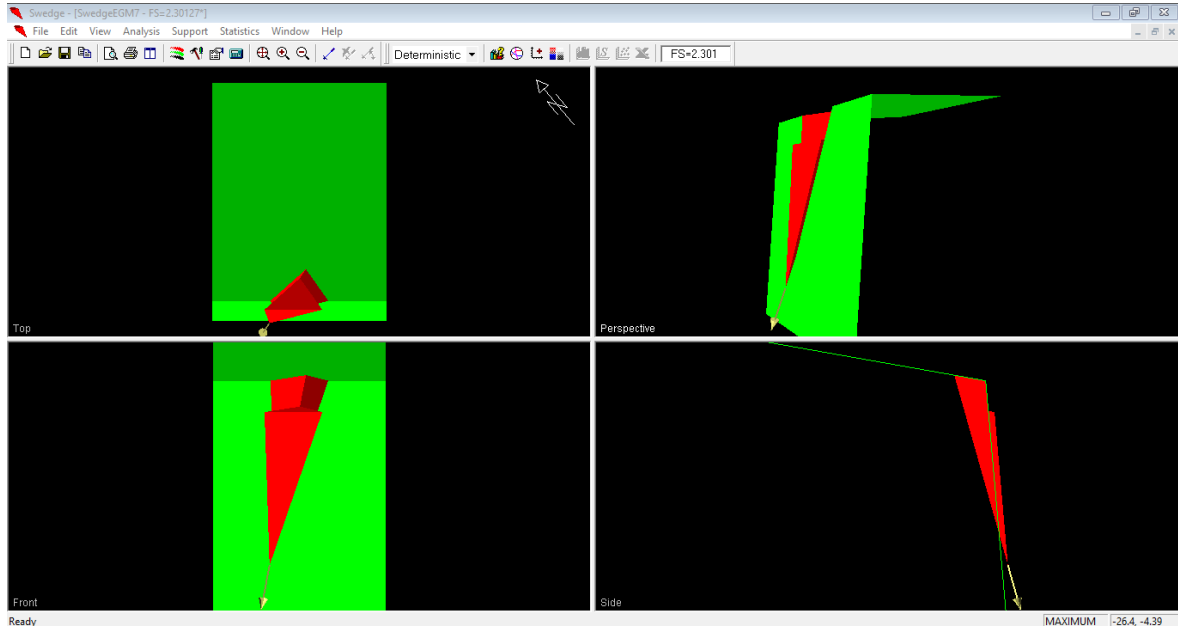 Swedge - [SwedgeEGM7 - FS=2.30127*]
File Edit View Analysis Support Statistics Window Help
Deterministic FS=2.301
N
Top
Perspective
Front
Side
Ready MAXIMUM -26.4, -4.39